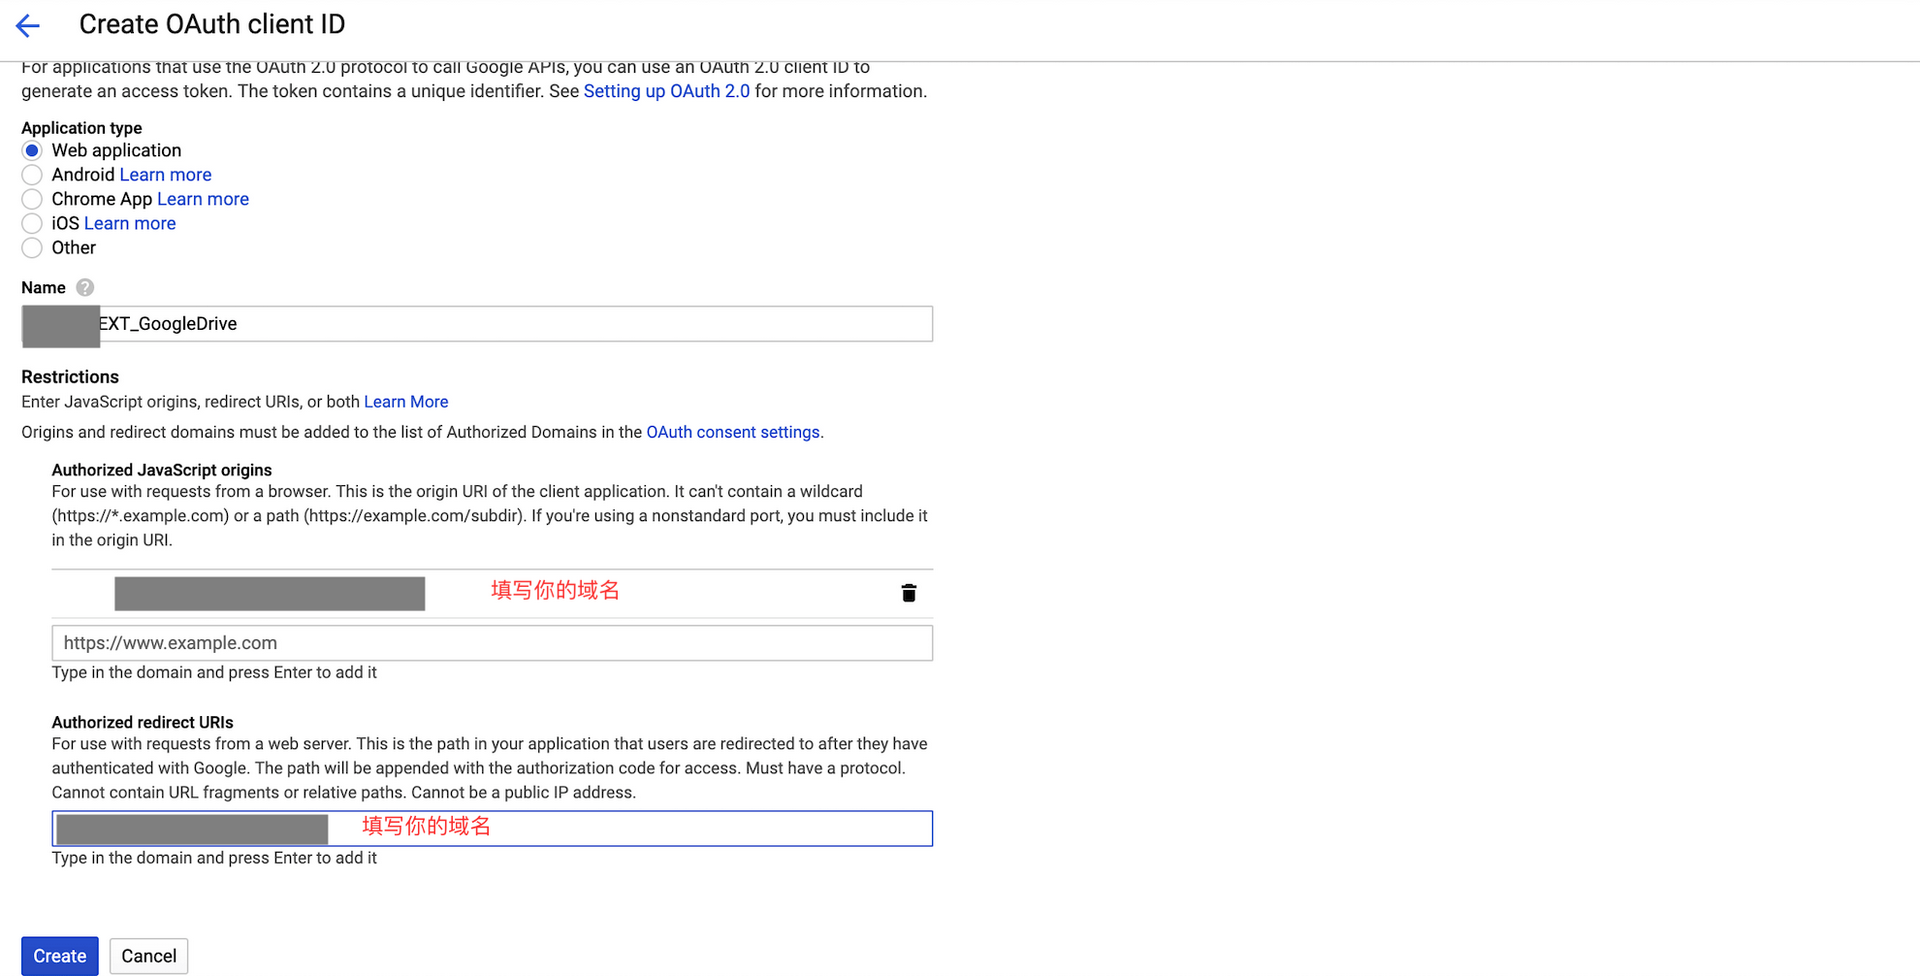 Create OAuth client ID
For applications that use the OAuth 2.0 protocol to call Google APIs, you can use an OAuth 2.0 client ID to
generate an access token. The token contains a unique identifier. See Setting up OAuth 2.0 for more information.
Application type
Web application
Android Learn more
Chrome App Learn more
iOS Learn more
Other
Name ?
EXT_GoogleDrive
Restrictions
Enter JavaScript origins, redirect URIs, or both Learn More
Origins and redirect domains must be added to the list of Authorized Domains in the OAuth consent settings.
Authorized JavaScript origins
For use with requests from a browser. This is the origin URI of the client application. It can't contain a wildcard
(https://*.example.com) or a path (https://example.com/subdir). If you're using a nonstandard port, you must include it
in the origin URI.
填写你的域名
https://www.example.com
Type in the domain and press Enter to add it
Authorized redirect URIs
For use with requests from a web server. This is the path in your application that users are redirected to after they have
authenticated with Google. The path will be appended with the authorization code for access. Must have a protocol.
Cannot contain URL fragments or relative paths. Cannot be a public IP address.
填写你的域名
Type in the domain and press Enter to add it
Create Cancel